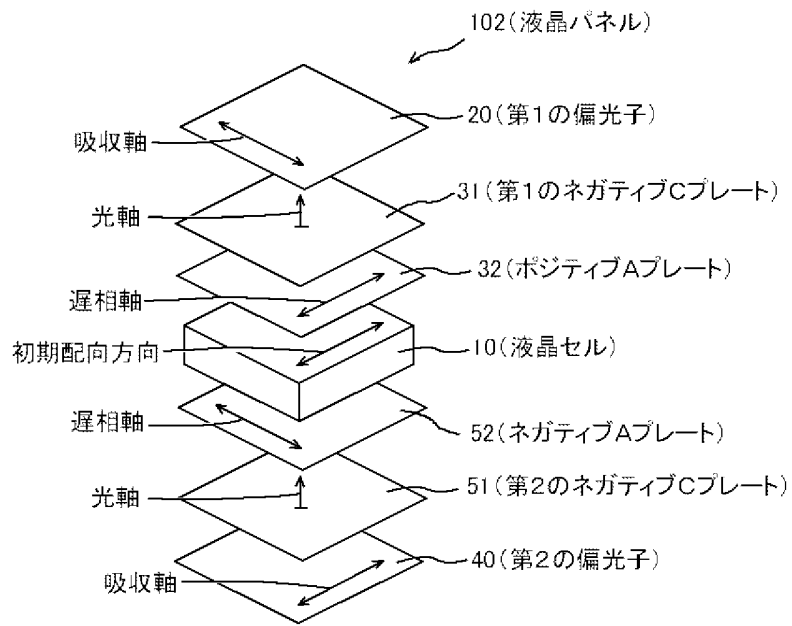 102(液晶パネル)
20(第1の偏光子)
吸収軸
31(第1のネガティブCプレート)
光軸
32(ポジティブAプレート)
遅相軸
初期配向方向
10(液晶セル)
遅相軸
52(ネガティブAプレート)
51(第2のネガティブCプレート)
光軸
40(第2の偏光子)
吸収軸